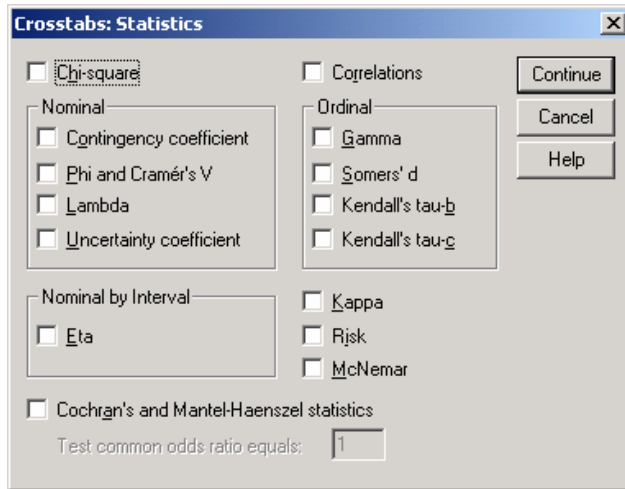 Crosstabs: Statistics
Chi-square
Correlations
Continue
Cancel
Help
Nominal
Contingency coefficient
Phi and Cramér's V
Lambda
Uncertainty coefficient
Ordinal
Gamma
Somers' d
Kendall's tau-b
Kendall's tau-c
Nominal by Interval
Eta
Kappa
Risk
McNemar
Cochran's and Mantel-Haenszel statistics
Test common odds ratio equals: 1